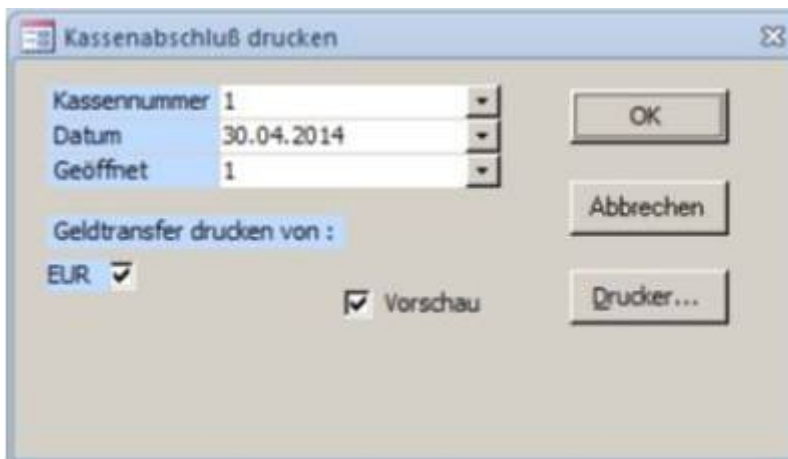 Kassenabschluß drucken
Kassennummer 1
OK
Datum 30.04.2014
Geöffnet 1
Abbrechen
Geldtransfer drucken von :
EUR
Vorschau
Drucker...